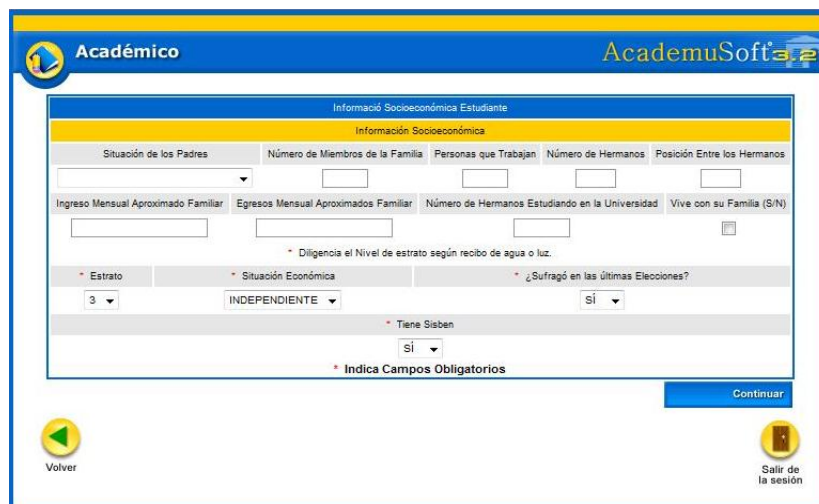 Académico
AcademuSoft 3.2
Informació Socioeconómica Estudiante
Información Socioeconómica
Situación de los Padres Número de Miembros de la Familia Personas que Trabajan Número de Hermanos Posición Entre los Hermanos
Ingreso Mensual Aproximado Familiar Egresos Mensual Aproximados Familiar Número de Hermanos Estudiando en la Universidad Vive con su Familia (S/N)
* Diligencia el Nivel de estrato según recibo de agua o luz.
* Estrato * Situación Económica * ¿Sufragó en las últimas Elecciones?
3 INDEPENDIENTE SÍ
* Tiene Sisben
SÍ
* Indica Campos Obligatorios
Continuar
Volver
Salir de
la sesión